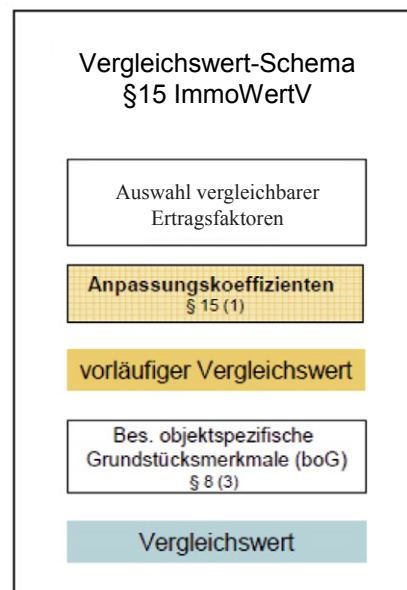 Vergleichswert-Schema
§15 ImmoWertV
Auswahl vergleichbarer
Ertragsfaktoren
Anpassungskoeffizienten
§ 15 (1)
vorläufiger Vergleichswert
Bes. objektspezifische
Grundstücksmerkmale (boG)
§ 8 (3)
Vergleichswert